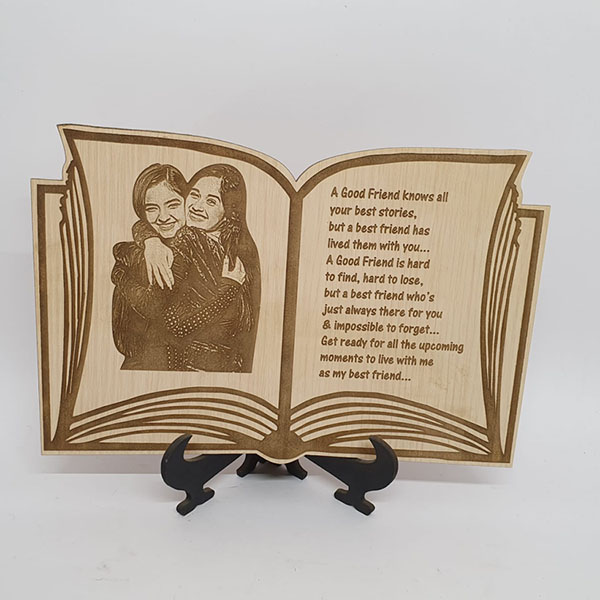 A Good Friend knows all
your best stories,
but a best friend has
lived them with you...
A Good Friend is hard
to find, hard to lose,
but a best friend who's
just always there for you
& impossible to forget...
Get ready for all the upcoming
moments to live with me
as my best friend...